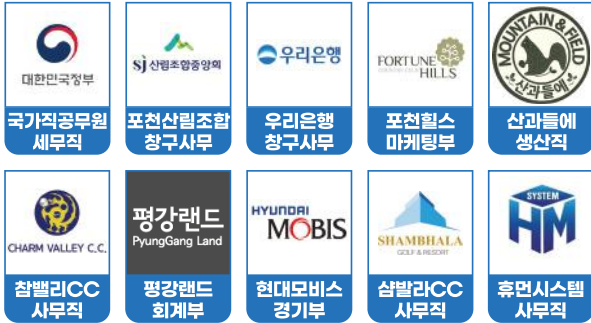 대한민국정부
국가직공무원
세무직
sj 산림조합중앙회
포천산림조합
창구사무
우리은행
우리은행
창구사무
FORTUNE
HILLS
포천힐스
마케팅부
MOUNTAIN & FIELD
산과들에
산과들에
생산직
CHARM VALLEY C.C.
참밸리CC
사무직
평강랜드
PyungGang Land
평강랜드
회계부
HYUNDAI
MOBIS
현대모비스
경기부
SHAMBHALA
GOLF & RESORT
샴발라CC
사무직
SYSTEM
HM
휴먼시스템
사무직